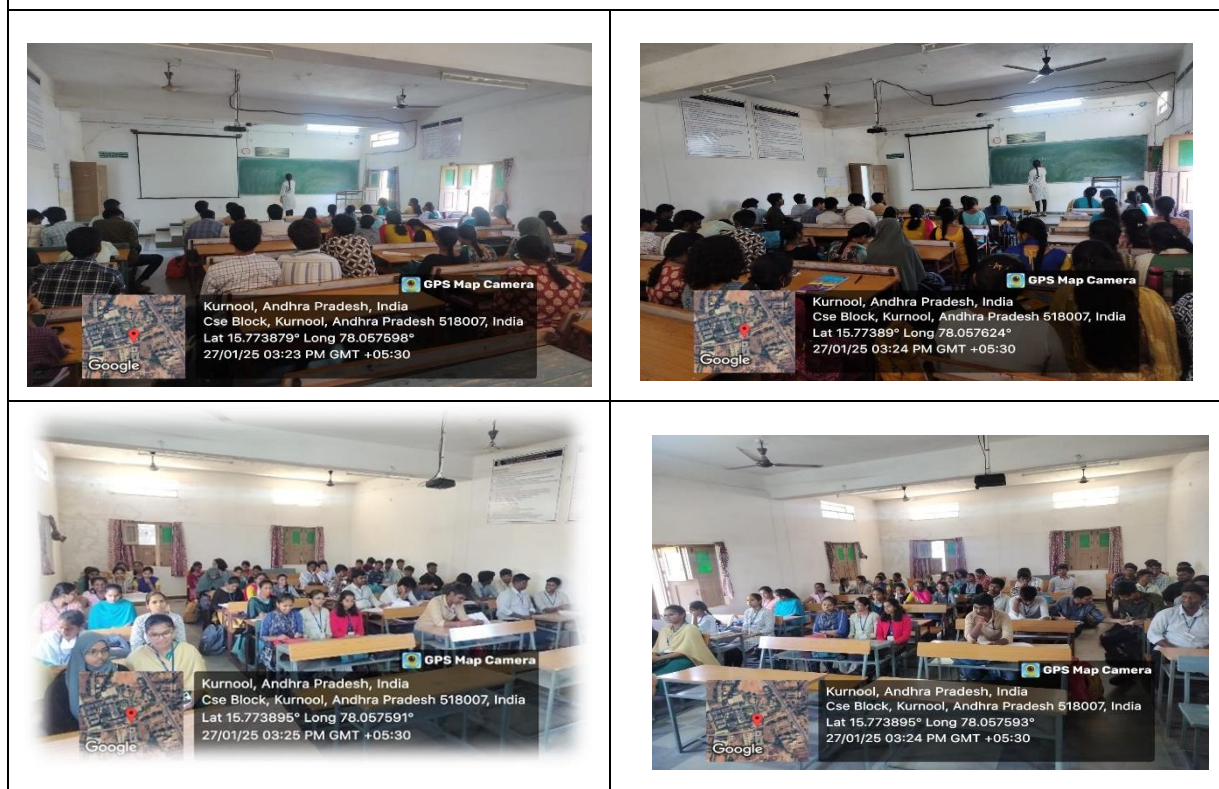 GPS Map Camera
Kurnool, Andhra Pradesh, India
Cse Block, Kurnool, Andhra Pradesh 518007, India
Lat 15.773879° Long 78.057598°
27/01/25 03:23 PM GMT +05:30
Google
GPS Map Camera
Kurnool, Andhra Pradesh, India
Cse Block, Kurnool, Andhra Pradesh 518007, India
Lat 15.77389° Long 78.057624°
27/01/25 03:24 PM GMT +05:30
Google
GPS Map Camera
Kurnool, Andhra Pradesh, India
Cse Block, Kurnool, Andhra Pradesh 518007, India
Lat 15.773895° Long 78.057591°
27/01/25 03:25 PM GMT +05:30
Google
GPS Map Camera
Kurnool, Andhra Pradesh, India
Cse Block, Kurnool, Andhra Pradesh 518007, India
Lat 15.773895° Long 78.057593°
27/01/25 03:24 PM GMT +05:30
Google